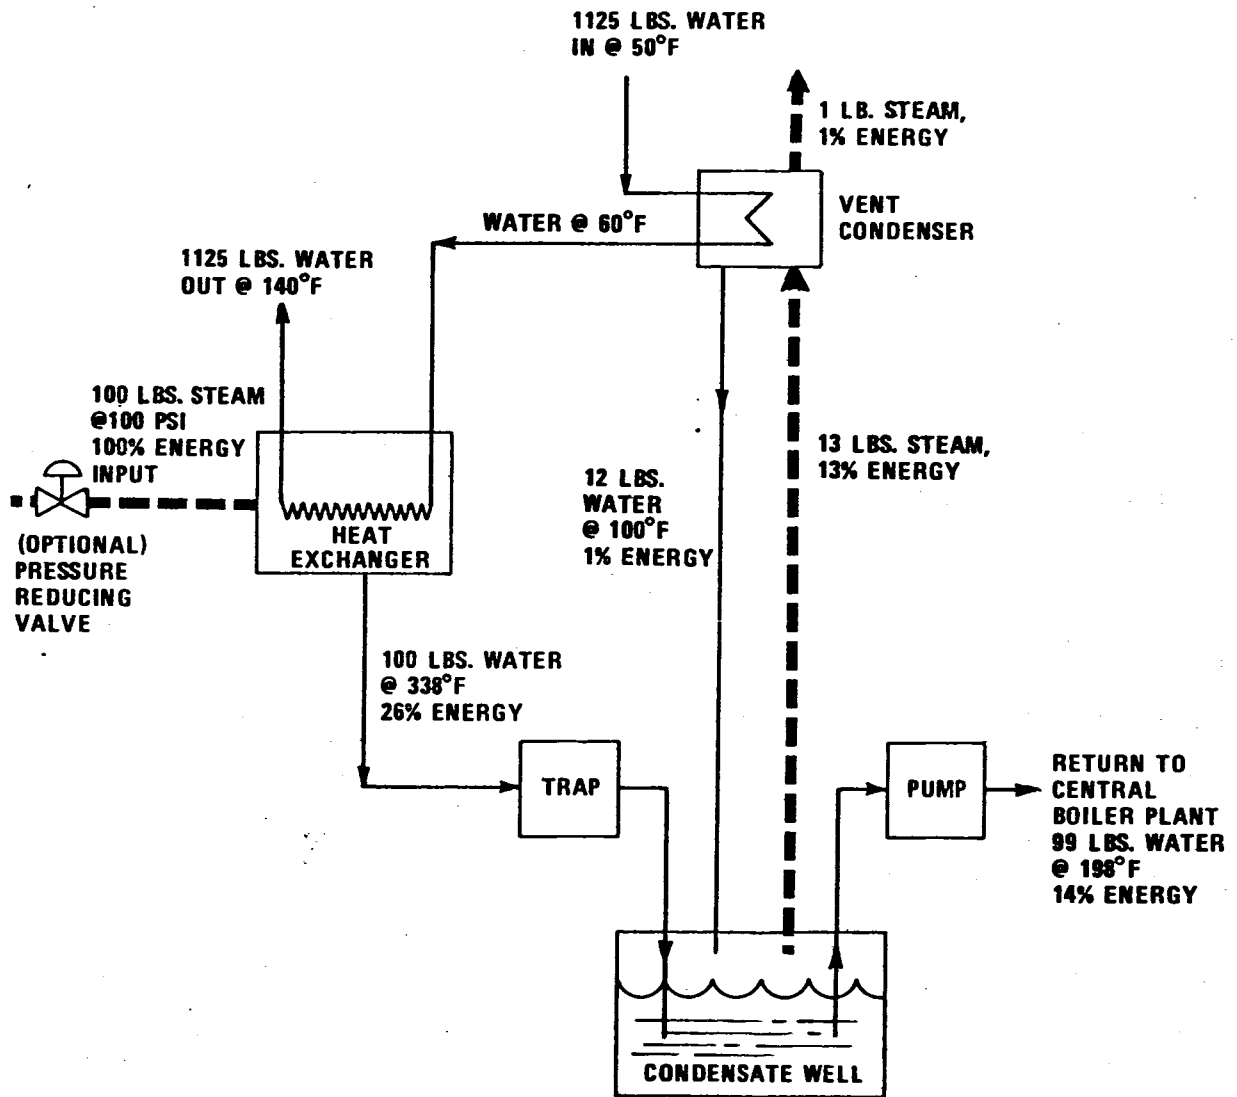 1125 LBS. WATER
IN @ 50°F
1 LB. STEAM,
1% ENERGY
VENT
CONDENSER
WATER @ 60°F
1125 LBS. WATER
OUT @ 140°F
100 LBS. STEAM
@100 PSI
100% ENERGY
INPUT
(OPTIONAL)
PRESSURE
REDUCING
VALVE
HEAT
EXCHANGER
12 LBS.
WATER
@ 100°F
1% ENERGY
13 LBS. STEAM,
13% ENERGY
100 LBS. WATER
@ 338°F
26% ENERGY
TRAP
PUMP
RETURN TO
CENTRAL
BOILER PLANT
99 LBS. WATER
@ 198°F
14% ENERGY
CONDENSATE WELL